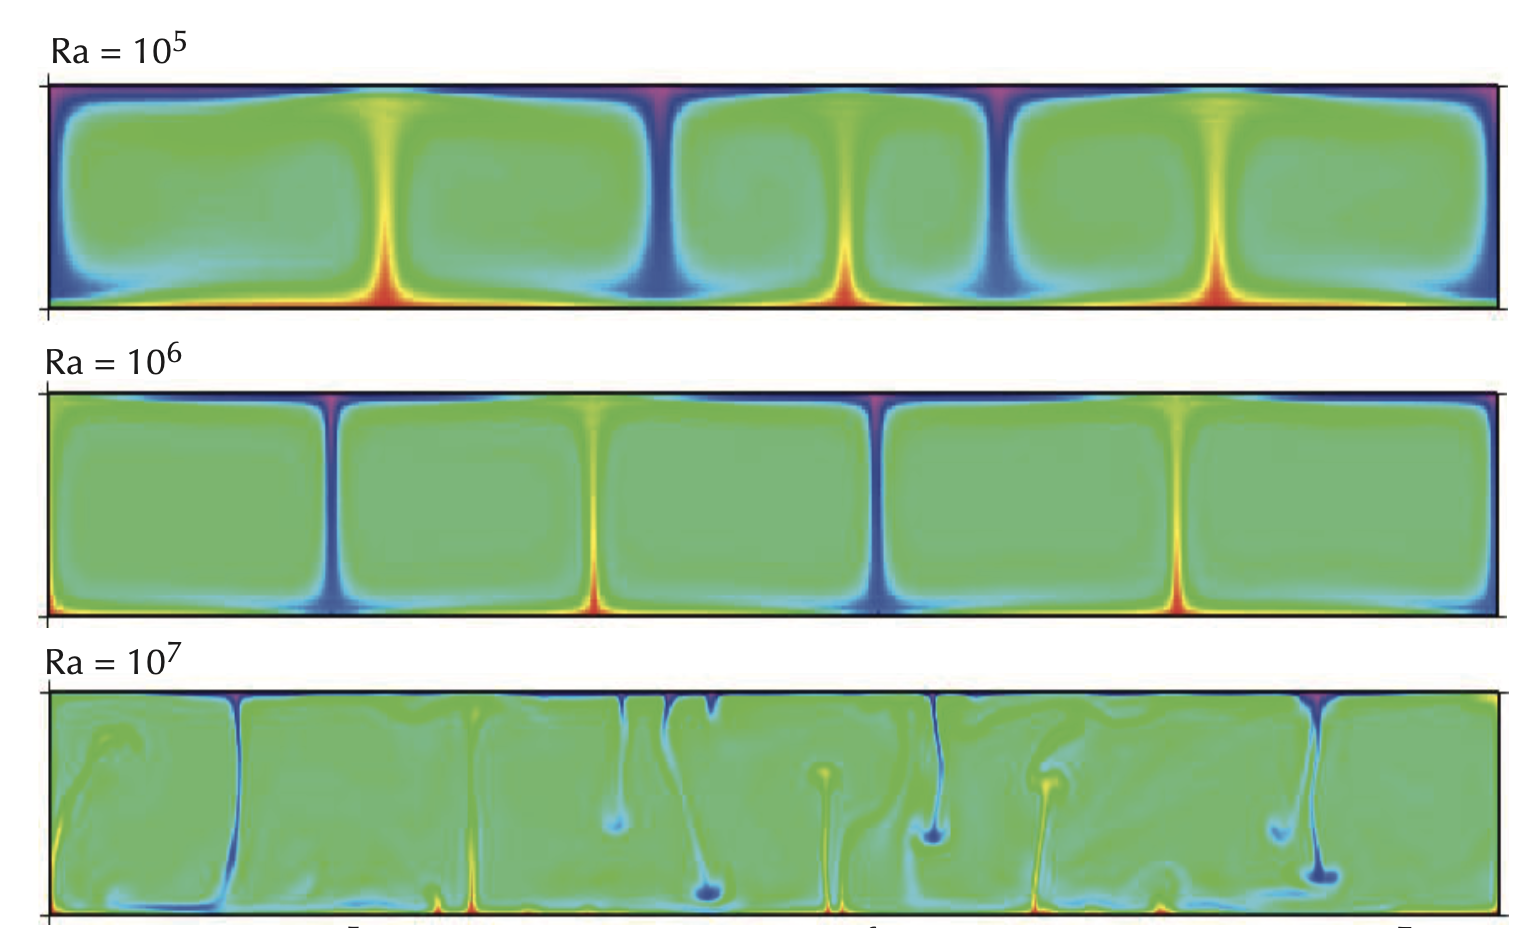 Ra = 10⁵
Ra = 10⁶
Ra = 10⁷